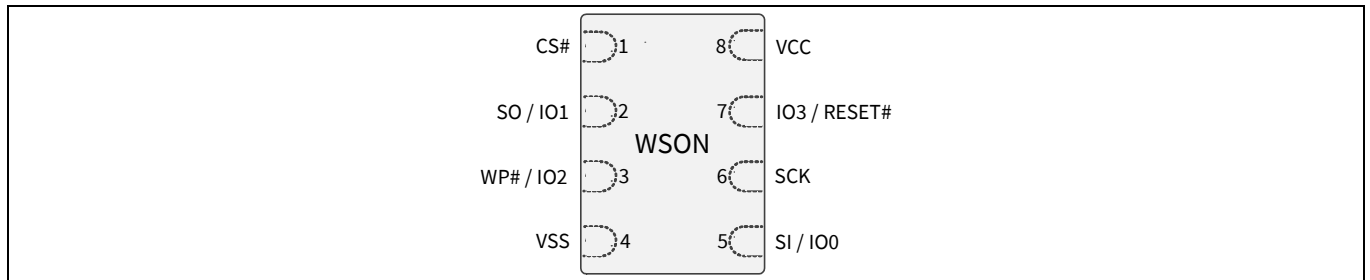 CS# 1 8 VCC
SO / IO1 2 7 IO3 / RESET#
WSON
WP# / IO2 3 6 SCK
VSS 4 5 SI / IO0